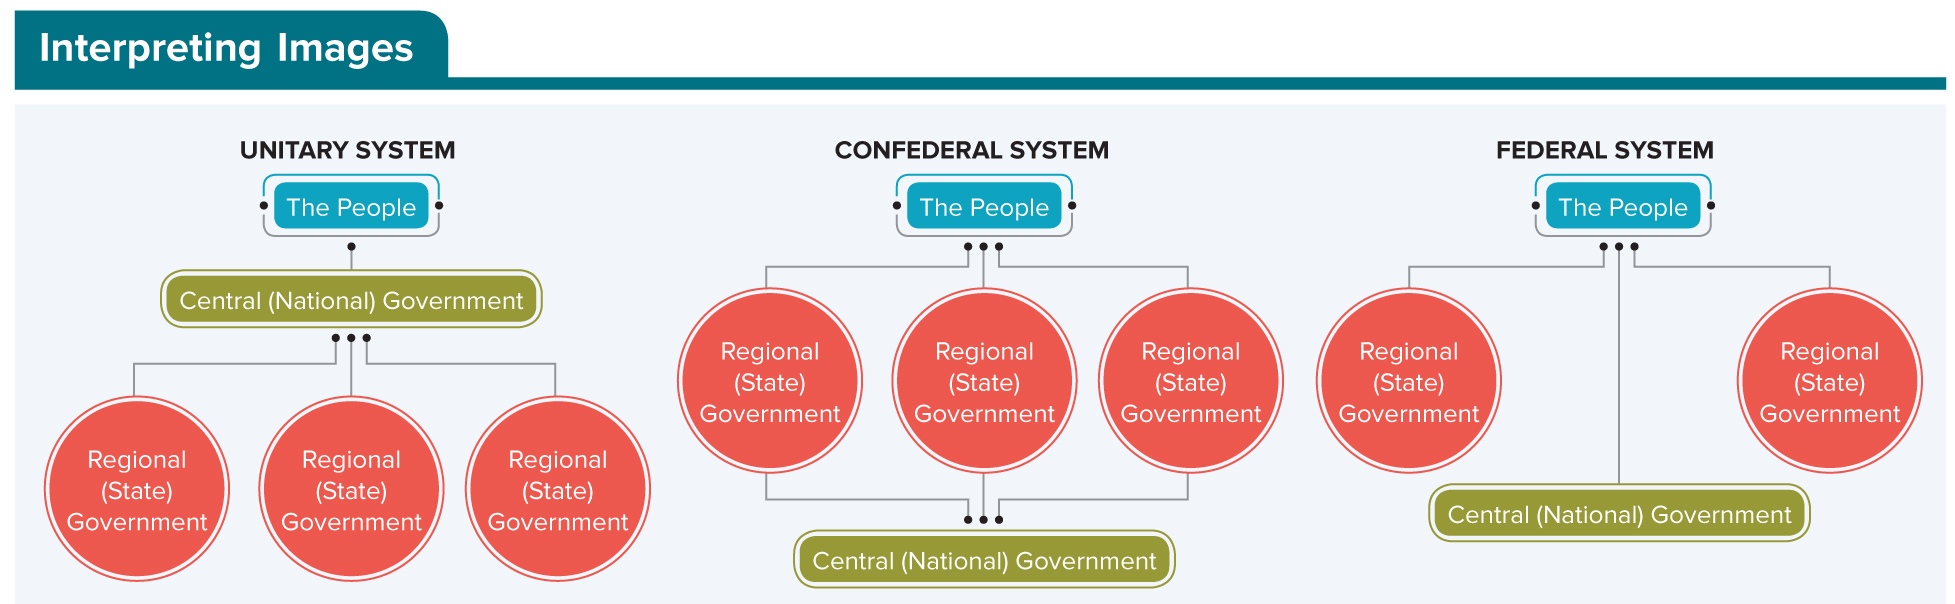 Interpreting Images
UNITARY SYSTEM
The People
Central (National) Government
Regional
(State)
Government
Regional
(State)
Government
Regional
(State)
Government
CONFEDERAL SYSTEM
The People
Regional
(State)
Government
Regional
(State)
Government
Regional
(State)
Government
Central (National) Government
FEDERAL SYSTEM
The People
Regional
(State)
Government
Regional
(State)
Government
Central (National) Government